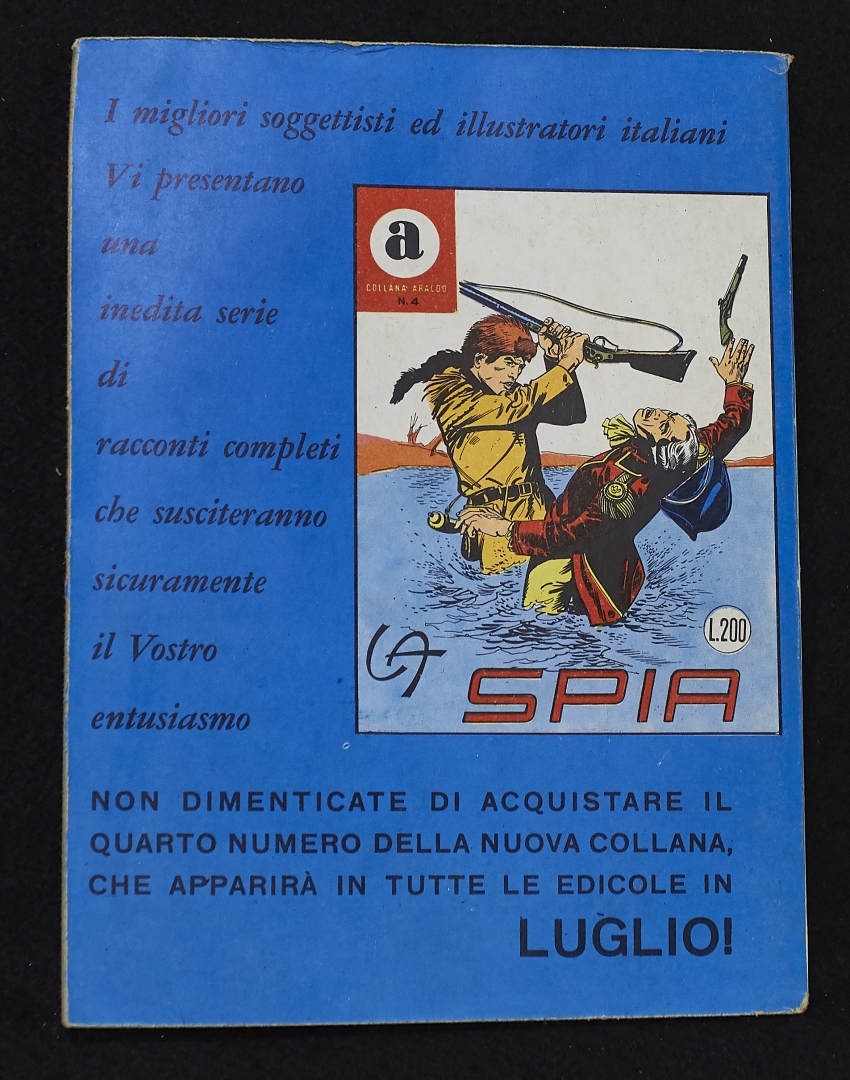 I migliori soggettisti ed illustratori italiani
Vi presentano
una
inedita serie
di
racconti completi
che susciteranno
sicuramente
il Vostro
entusiasmo
a
COLLANA ARALDO
N. 4
L.200
LA
SPIA
NON DIMENTICATE DI ACQUISTARE IL
QUARTO NUMERO DELLA NUOVA COLLANA,
CHE APPARIRÀ IN TUTTE LE EDICOLE IN
LUGLIO!